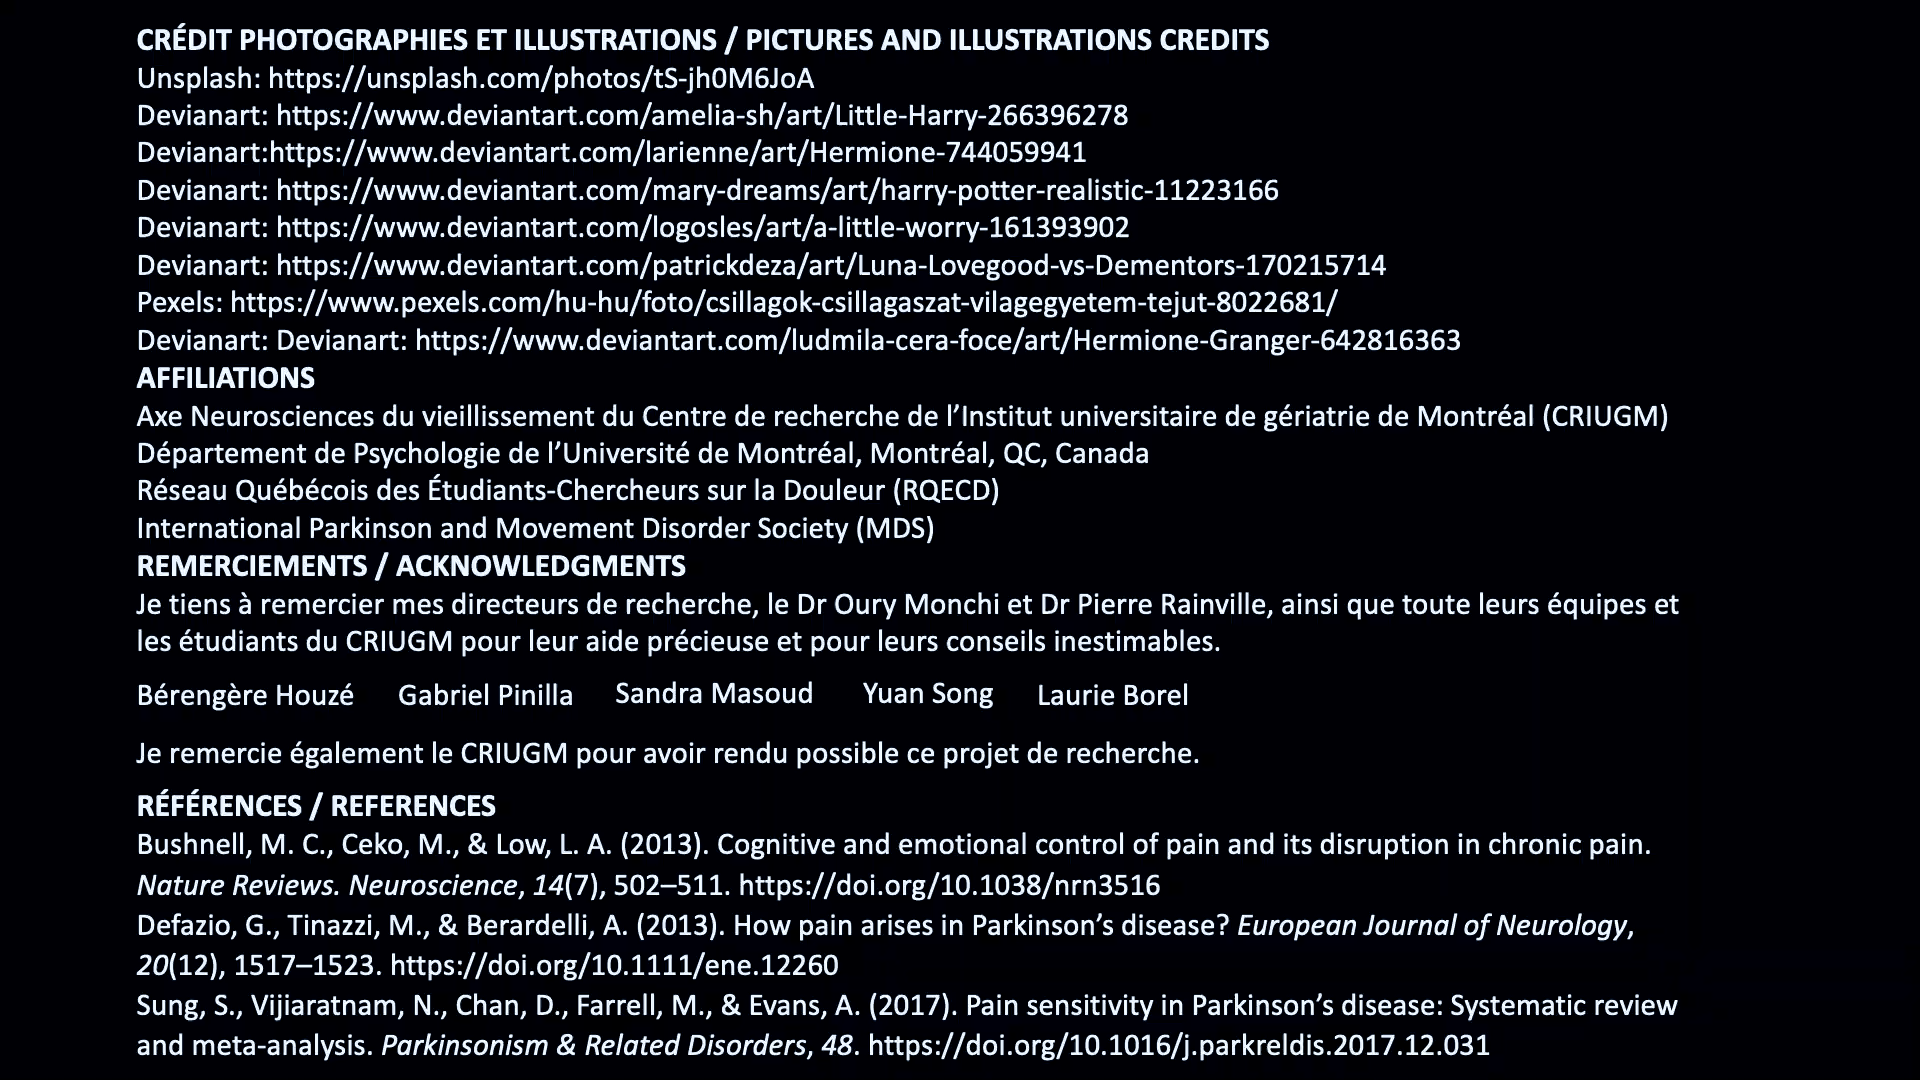 CRÉDIT PHOTOGRAPHIES ET ILLUSTRATIONS / PICTURES AND ILLUSTRATIONS CREDITS
Unsplash: https://unsplash.com/photos/tS-jh0M6JoA
Devianart: https://www.deviantart.com/amelia-sh/art/Little-Harry-266396278
Devianart:https://www.deviantart.com/larienne/art/Hermione-744059941
Devianart: https://www.deviantart.com/mary-dreams/art/harry-potter-realistic-11223166
Devianart: https://www.deviantart.com/logosles/art/a-little-worry-161393902
Devianart: https://www.deviantart.com/patrickdeza/art/Luna-Lovegood-vs-Dementors-170215714
Pexels: https://www.pexels.com/hu-hu/foto/csillagok-csillagaszat-vilagegyetem-tejut-8022681/
Devianart: Devianart: https://www.deviantart.com/ludmila-cera-foce/art/Hermione-Granger-642816363
AFFILIATIONS
Axe Neurosciences du vieillissement du Centre de recherche de l’Institut universitaire de gériatrie de Montréal (CRIUGM)
Département de Psychologie de l’Université de Montréal, Montréal, QC, Canada
Réseau Québécois des Étudiants-Chercheurs sur la Douleur (RQECD)
International Parkinson and Movement Disorder Society (MDS)
REMERCIEMENTS / ACKNOWLEDGMENTS
Je tiens à remercier mes directeurs de recherche, le Dr Oury Monchi et Dr Pierre Rainville, ainsi que toute leurs équipes et
les étudiants du CRIUGM pour leur aide précieuse et pour leurs conseils inestimables.
Bérengère Houzé Gabriel Pinilla Sandra Masoud Yuan Song Laurie Borel
Je remercie également le CRIUGM pour avoir rendu possible ce projet de recherche.
RÉFÉRENCES / REFERENCES
Bushnell, M. C., Ceko, M., & Low, L. A. (2013). Cognitive and emotional control of pain and its disruption in chronic pain.
Nature Reviews. Neuroscience, 14(7), 502–511. https://doi.org/10.1038/nrn3516
Defazio, G., Tinazzi, M., & Berardelli, A. (2013). How pain arises in Parkinson’s disease? European Journal of Neurology,
20(12), 1517–1523. https://doi.org/10.1111/ene.12260
Sung, S., Vijiaratnam, N., Chan, D., Farrell, M., & Evans, A. (2017). Pain sensitivity in Parkinson’s disease: Systematic review
and meta-analysis. Parkinsonism & Related Disorders, 48. https://doi.org/10.1016/j.parkreldis.2017.12.031